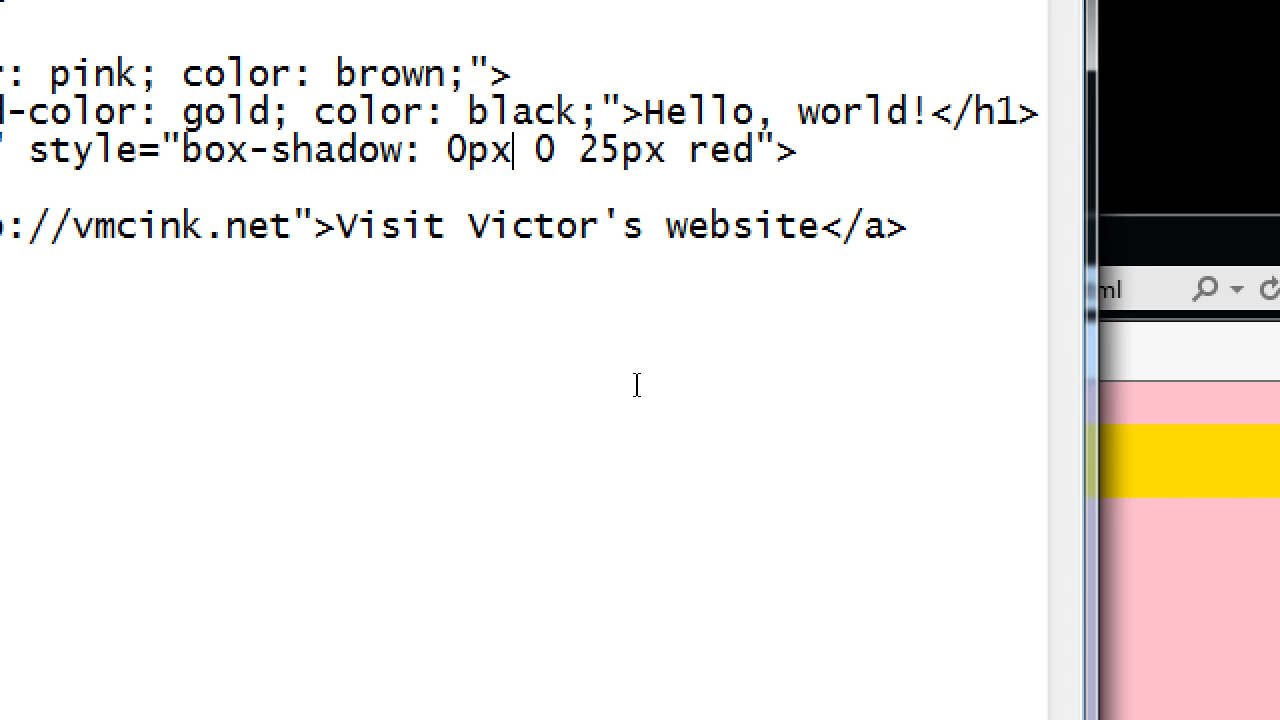 : pink; color: brown;">
-color: gold; color: black;">Hello, world!</h1>
" style="box-shadow: 0px 0 25px red">
://vmcink.net">Visit Victor's website</a>
ml